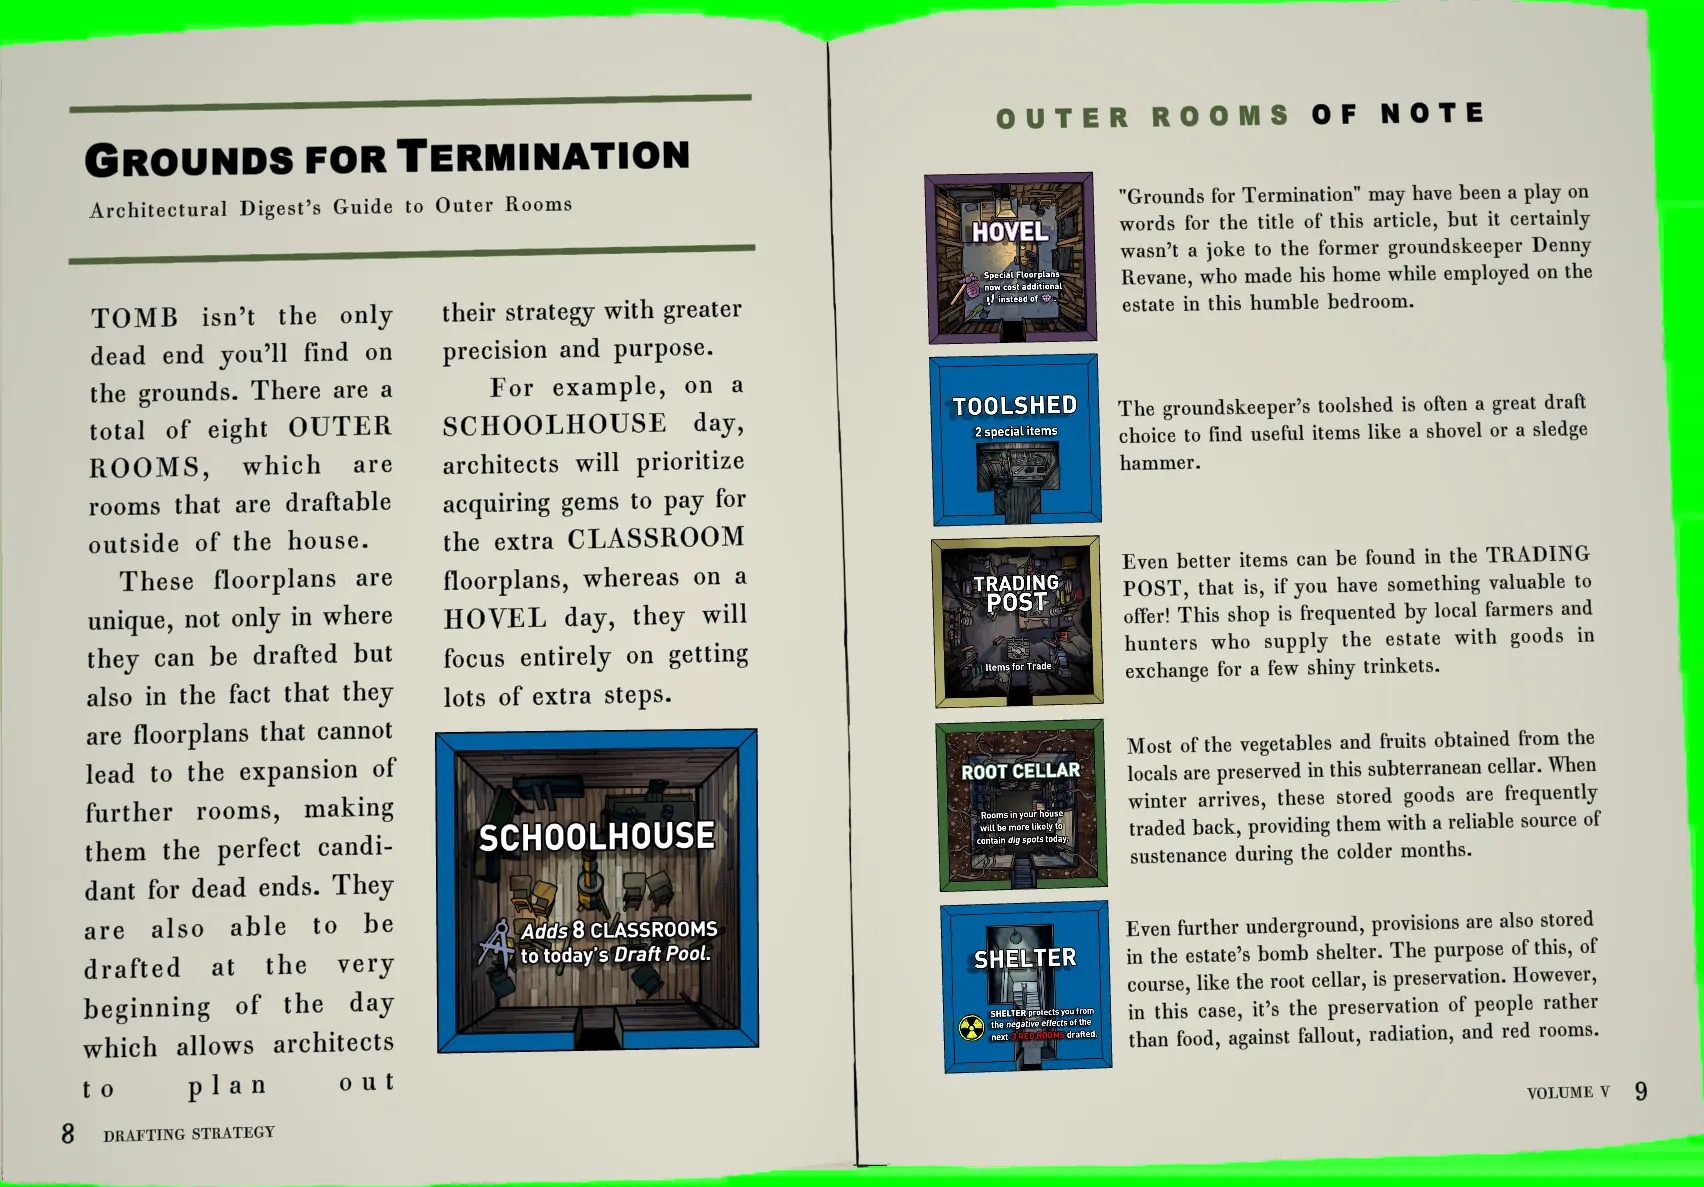 GROUNDS FOR TERMINATION
Architectural Digest's Guide to Outer Rooms
TOMB isn't the only
dead end you'll find on
the grounds. There are a
total of eight OUTER
ROOMS, which are
rooms that are draftable
outside of the house.
These floorplans are
unique, not only in where
they can be drafted but
also in the fact that they
are floorplans that cannot
lead to the expansion of
further rooms, making
them the perfect candi-
dant for dead ends. They
are also able to be
drafted at the very
beginning of the day
which allows architects
to plan out
their strategy with greater
precision and purpose.
For example, on a
SCHOOLHOUSE day,
architects will prioritize
acquiring gems to pay for
the extra CLASSROOM
floorplans, whereas on a
HOVEL day, they will
focus entirely on getting
lots of extra steps.
SCHOOLHOUSE
Adds 8 CLASSROOMS
to today's Draft Pool.
8 DRAFTING STRATEGY
OUTER ROOMS OF NOTE
HOVEL
Special Floorplans
now cost additional
instead of
"Grounds for Termination" may have been a play on
words for the title of this article, but it certainly
wasn't a joke to the former groundskeeper Denny
Revane, who made his home while employed on the
estate in this humble bedroom.
TOOLSHED
2 special items
The groundskeeper's toolshed is often a great draft
choice to find useful items like a shovel or a sledge
hammer.
TRADING
POST
Items for Trade
Even better items can be found in the TRADING
POST, that is, if you have something valuable to
offer! This shop is frequented by local farmers and
hunters who supply the estate with goods in
exchange for a few shiny trinkets.
ROOT CELLAR
Rooms in your house
will be more likely to
contain dig spots today.
Most of the vegetables and fruits obtained from the
locals are preserved in this subterranean cellar. When
winter arrives, these stored goods are frequently
traded back, providing them with a reliable source of
sustenance during the colder months.
SHELTER
SHELTER protects you from
the negative effects of the
next 3 RED ROOMS drafted.
Even further underground, provisions are also stored
in the estate's bomb shelter. The purpose of this, of
course, like the root cellar, is preservation. However,
in this case, it's the preservation of people rather
than food, against fallout, radiation, and red rooms.
VOLUME V 9